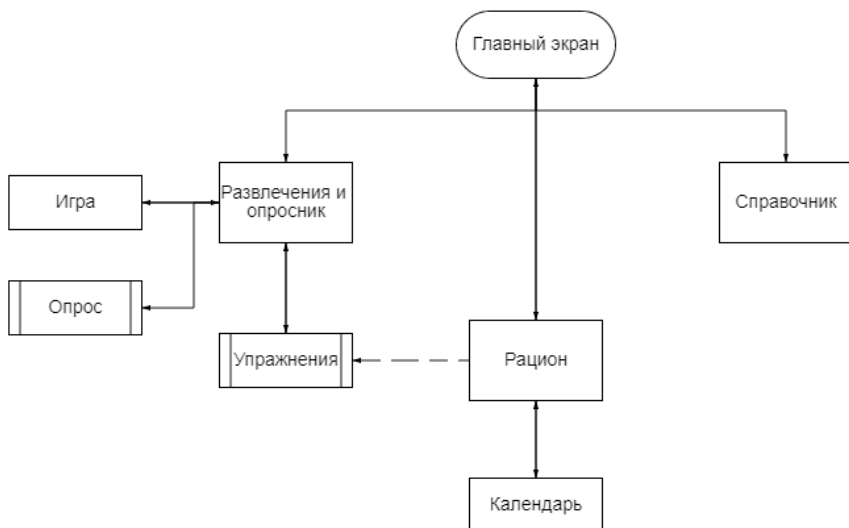 Главный экран
Игра
Развлечения и
опросник
Справочник
Опрос
Упражнения
Рацион
Календарь